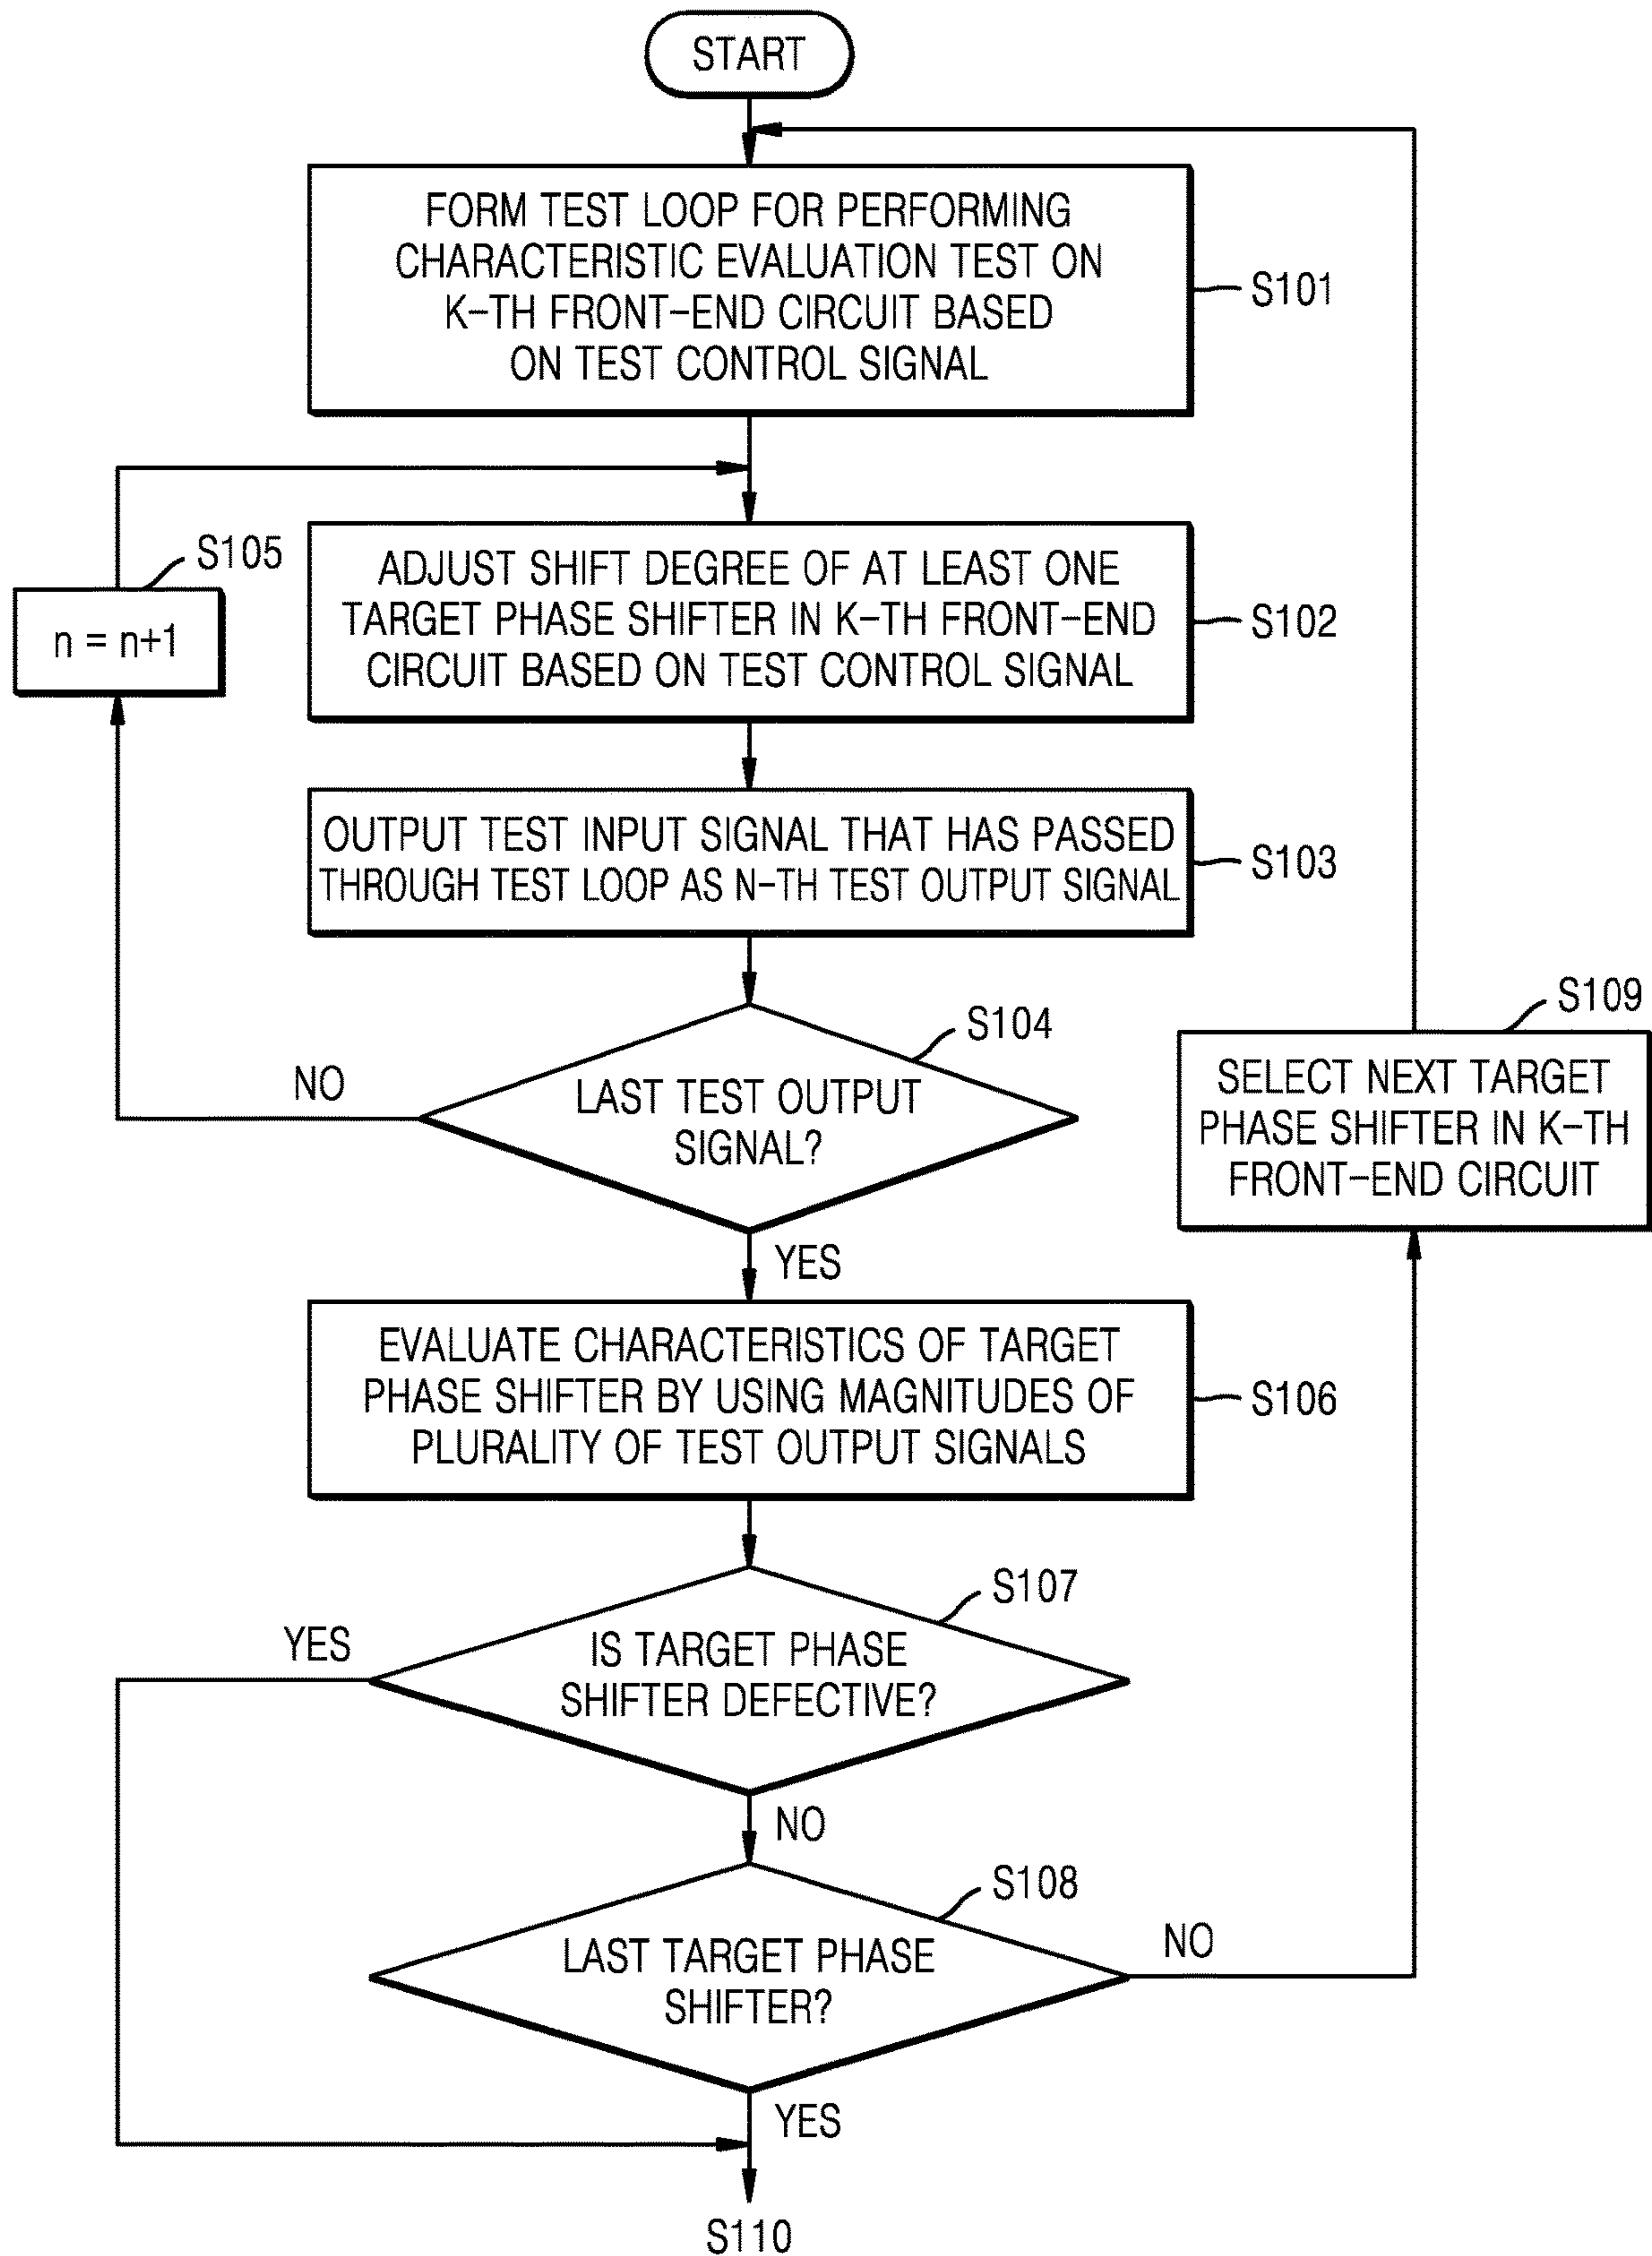 START
FORM TEST LOOP FOR PERFORMING
CHARACTERISTIC EVALUATION TEST ON
K-TH FRONT-END CIRCUIT BASED
ON TEST CONTROL SIGNAL
S101
S105
n = n+1
ADJUST SHIFT DEGREE OF AT LEAST ONE
TARGET PHASE SHIFTER IN K-TH FRONT-END
CIRCUIT BASED ON TEST CONTROL SIGNAL
S102
OUTPUT TEST INPUT SIGNAL THAT HAS PASSED
THROUGH TEST LOOP AS N-TH TEST OUTPUT SIGNAL
S103
S104
LAST TEST OUTPUT
SIGNAL?
NO
YES
S109
SELECT NEXT TARGET
PHASE SHIFTER IN K-TH
FRONT-END CIRCUIT
EVALUATE CHARACTERISTICS OF TARGET
PHASE SHIFTER BY USING MAGNITUDES OF
PLURALITY OF TEST OUTPUT SIGNALS
S106
S107
YES
IS TARGET PHASE
SHIFTER DEFECTIVE?
NO
S108
LAST TARGET PHASE
SHIFTER?
NO
YES
S110